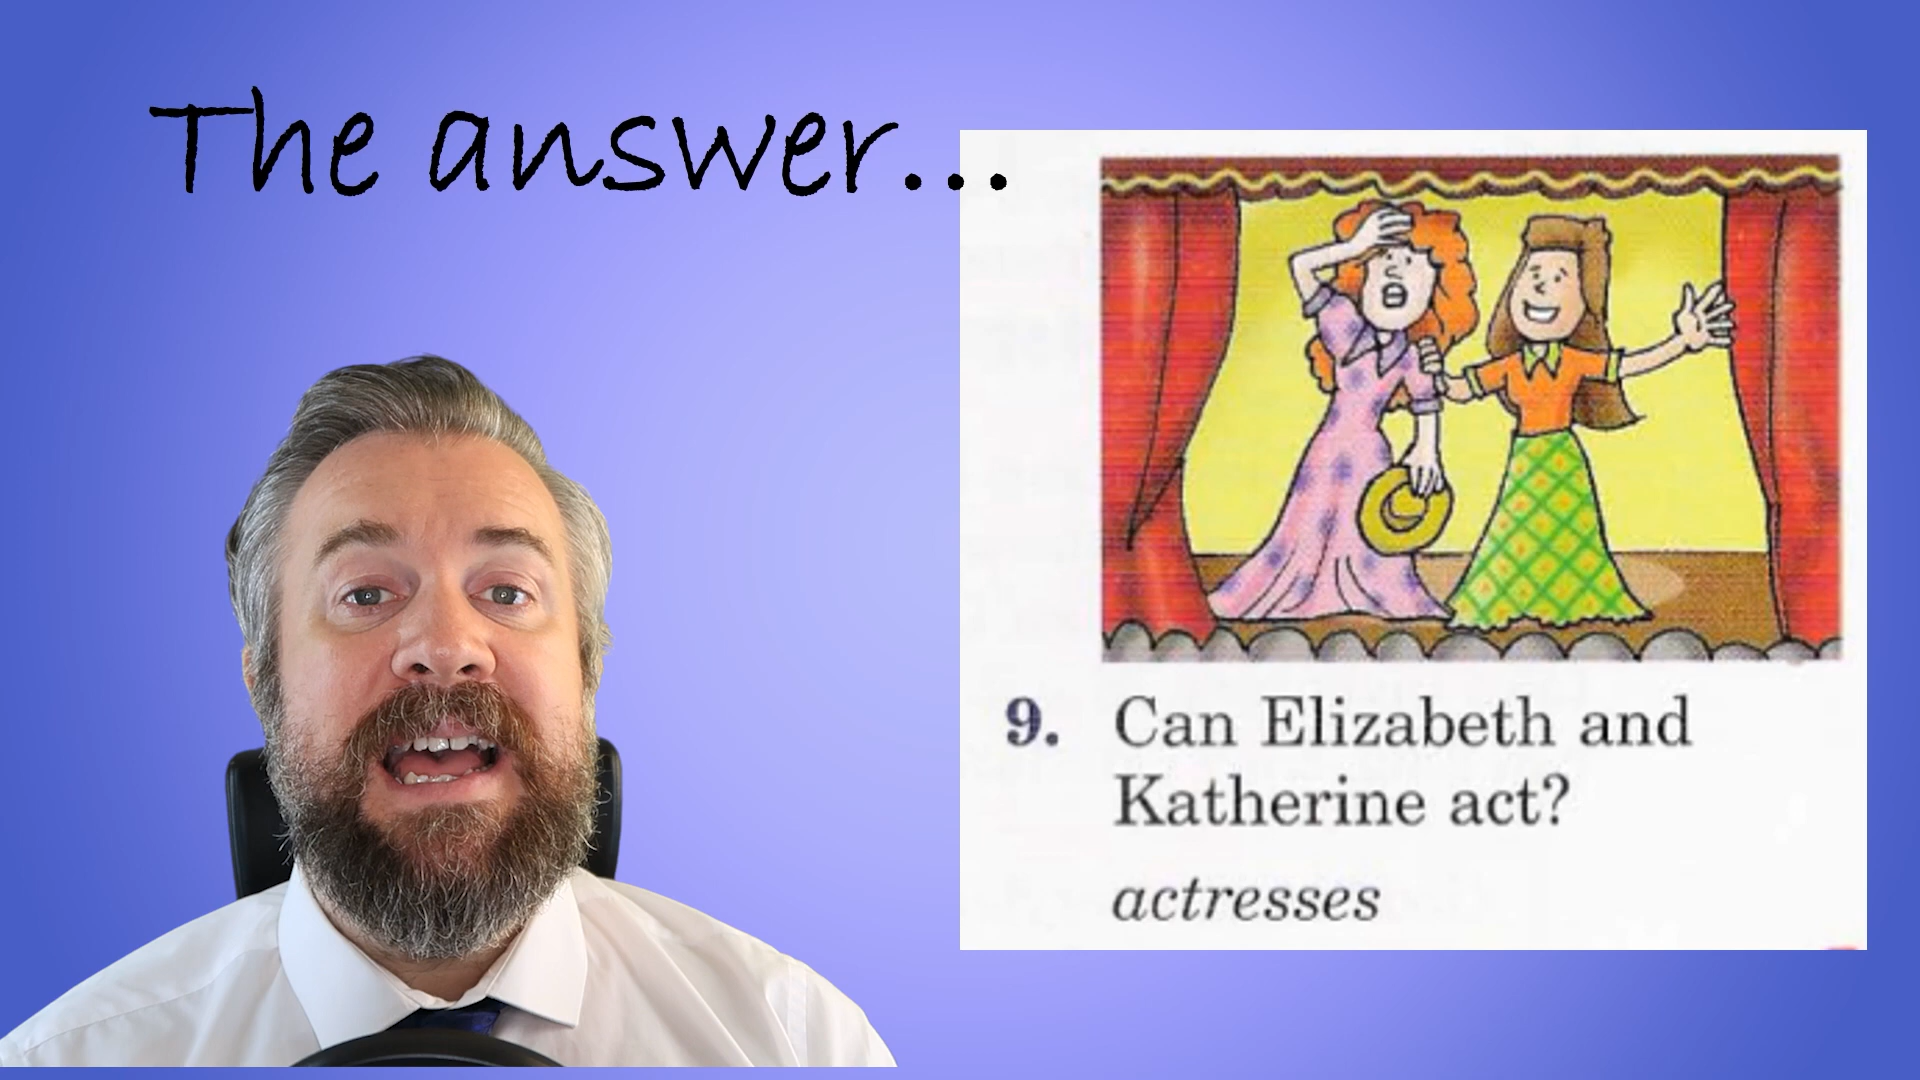 The answer...
9. Can Elizabeth and
Katherine act?
actresses